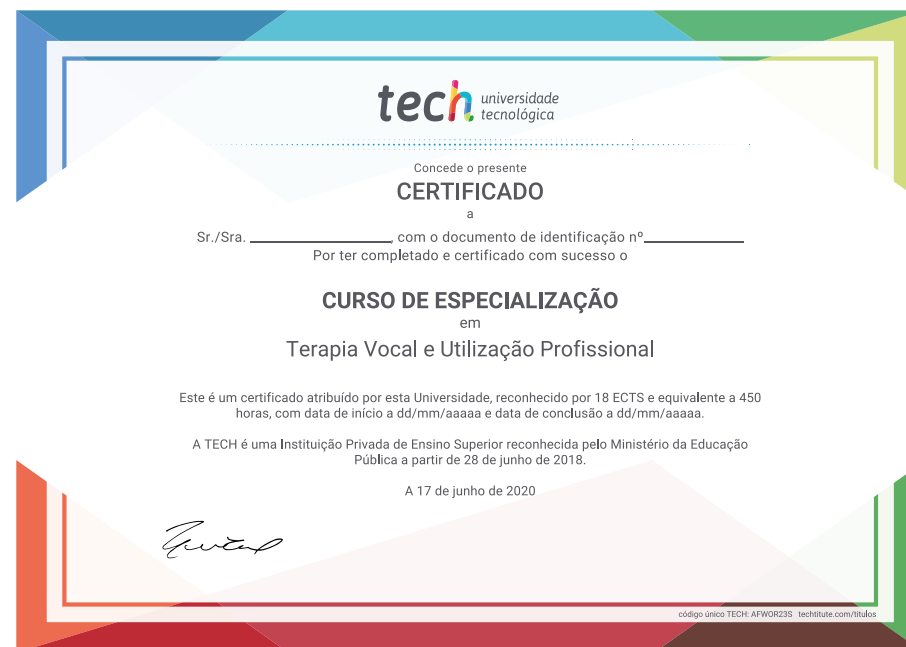 tech universidade
tecnológica
Concede o presente
CERTIFICADO
a
Sr./Sra. ____________, com o documento de identificação nº____________
Por ter completado e certificado com sucesso o
CURSO DE ESPECIALIZAÇÃO
em
Terapia Vocal e Utilização Profissional
Este é um certificado atribuído por esta Universidade, reconhecido por 18 ECTS e equivalente a 450
horas, com data de início a dd/mm/aaaaa e data de conclusão a dd/mm/aaaaa.
A TECH é uma Instituição Privada de Ensino Superior reconhecida pelo Ministério da Educação
Pública a partir de 28 de junho de 2018.
A 17 de junho de 2020
código único TECH: AFWOR23S techtitute.com/titulos